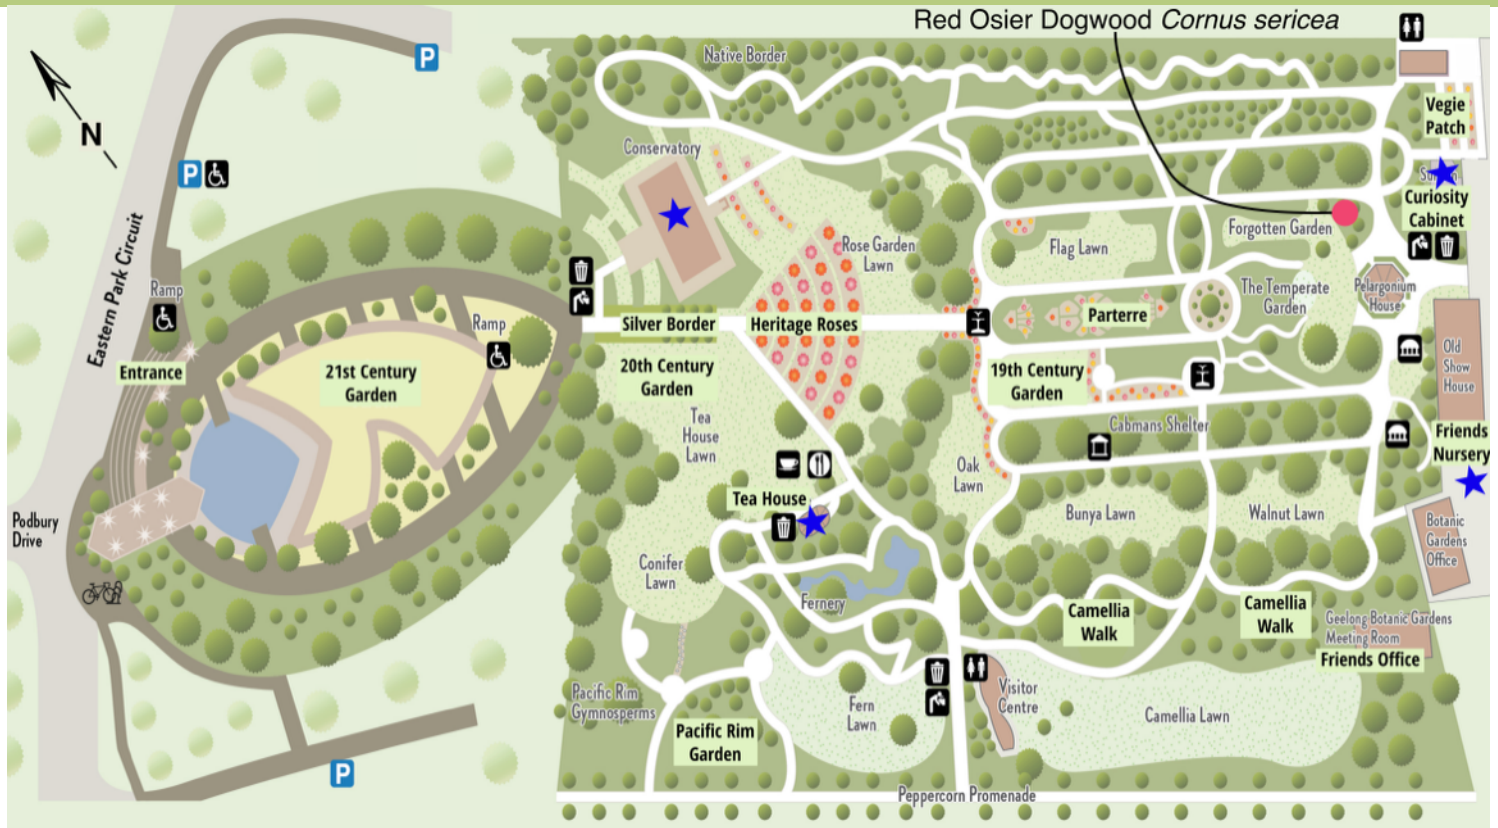 Red Osier Dogwood Cornus sericea
Native Border
P
N
Vegie
Patch
Conservatory
P
Curiosity
Cabinet
Eastern Park Circuit
Rose Garden
Lawn
Flag Lawn
Forgotten Garden
Ramp
The Temperate
Garden
Pelargonium
House
Ramp
Silver Border
Heritage Roses
Parterre
Entrance
21st Century
Garden
20th Century
Garden
19th Century
Garden
Old
Show
House
Tea
House
Lawn
Cabmans Shelter
Friends
Nursery
Oak
Lawn
Tea House
Bunya Lawn
Walnut Lawn
Podbury
Drive
Botanic
Gardens
Office
Conifer
Lawn
Fernery
Camellia
Walk
Camellia
Walk
Geelong Botanic Gardens
Meeting Room
Friends Office
Pacific Rim
Gymnosperms
Fern
Lawn
Visitor
Centre
Camellia Lawn
Pacific Rim
Garden
P
Peppercorn Promenade